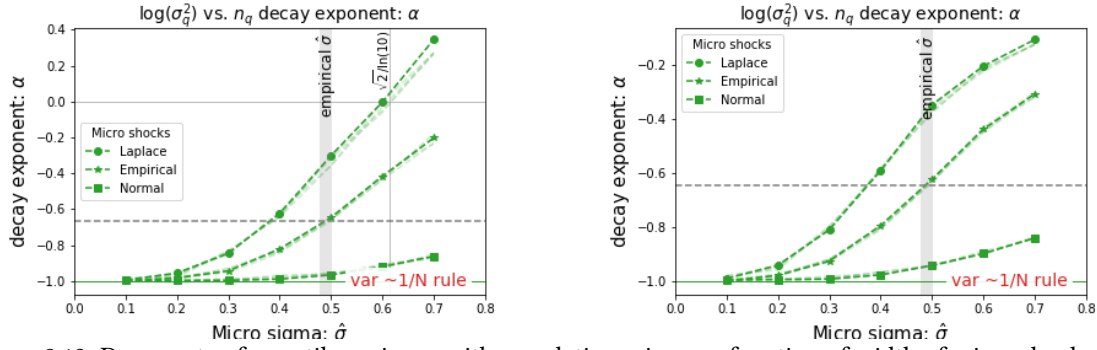 log(σ_q^2) vs. n_q decay exponent: α
decay exponent: α
0.4
0.2
0.0
−0.2
−0.4
−0.6
−0.8
−1.0
Micro shocks
Laplace
Empirical
Normal
empirical σ̂
√2/ln(10)
var ~1/N rule
0.0 0.1 0.2 0.3 0.4 0.5 0.6 0.7 0.8
Micro sigma: σ̂
log(σ_q^2) vs. n_q decay exponent: α
decay exponent: α
−0.2
−0.4
−0.6
−0.8
−1.0
Micro shocks
Laplace
Empirical
Normal
empirical σ̂
var ~1/N rule
0.0 0.1 0.2 0.3 0.4 0.5 0.6 0.7 0.8
Micro sigma: σ̂